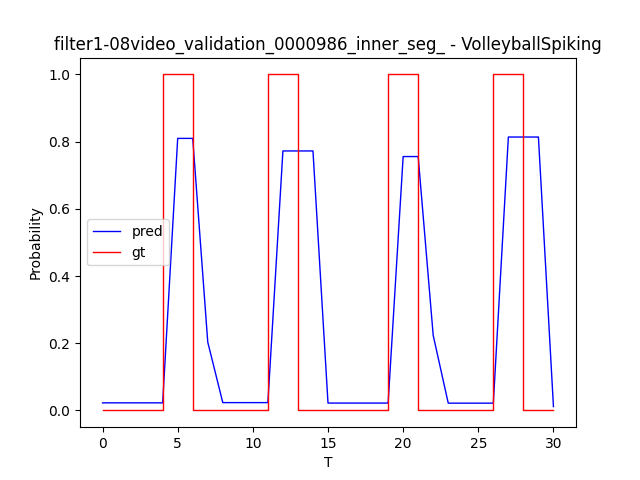 filter1-08video_validation_0000986_inner_seg_ - VolleyballSpiking
1.0
0.8
0.6
0.4
0.2
0.0
Probability
pred
gt
0 5 10 15 20 25 30
T